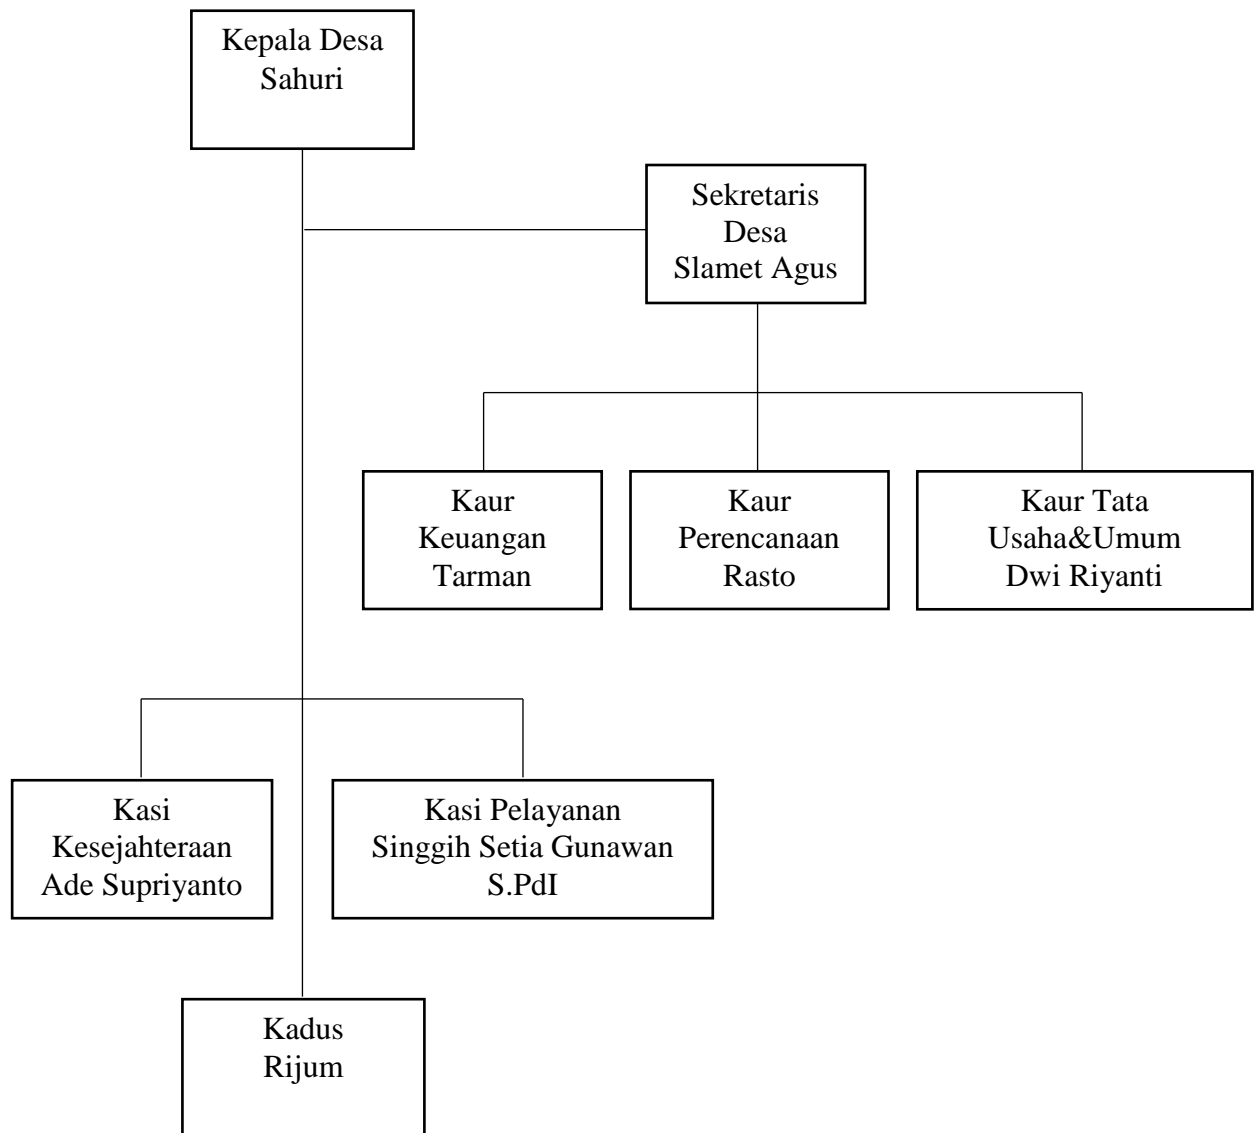 Kepala Desa
Sahuri
Sekretaris
Desa
Slamet Agus
Kaur
Keuangan
Tarman
Kaur
Perencanaan
Rasto
Kaur Tata
Usaha&Umum
Dwi Riyanti
Kasi
Kesejahteraan
Ade Supriyanto
Kasi Pelayanan
Singgih Setia Gunawan
S.PdI
Kadus
Rijum